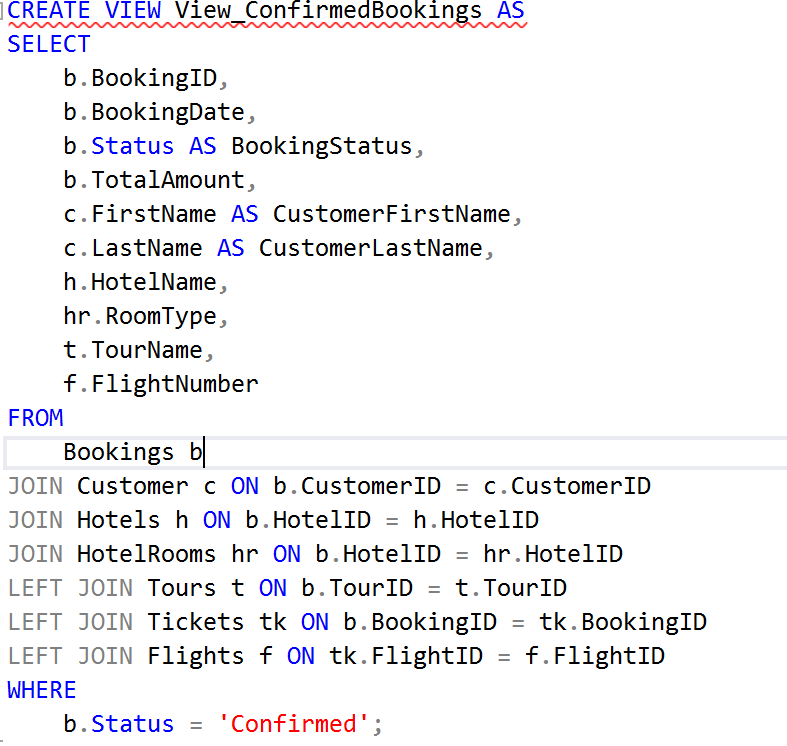 CREATE VIEW View_ConfirmedBookings AS
SELECT
    b.BookingID,
    b.BookingDate,
    b.Status AS BookingStatus,
    b.TotalAmount,
    c.FirstName AS CustomerFirstName,
    c.LastName AS CustomerLastName,
    h.HotelName,
    hr.RoomType,
    t.TourName,
    f.FlightNumber
FROM
    Bookings b
JOIN Customer c ON b.CustomerID = c.CustomerID
JOIN Hotels h ON b.HotelID = h.HotelID
JOIN HotelRooms hr ON b.HotelID = hr.HotelID
LEFT JOIN Tours t ON b.TourID = t.TourID
LEFT JOIN Tickets tk ON b.BookingID = tk.BookingID
LEFT JOIN Flights f ON tk.FlightID = f.FlightID
WHERE
    b.Status = 'Confirmed';